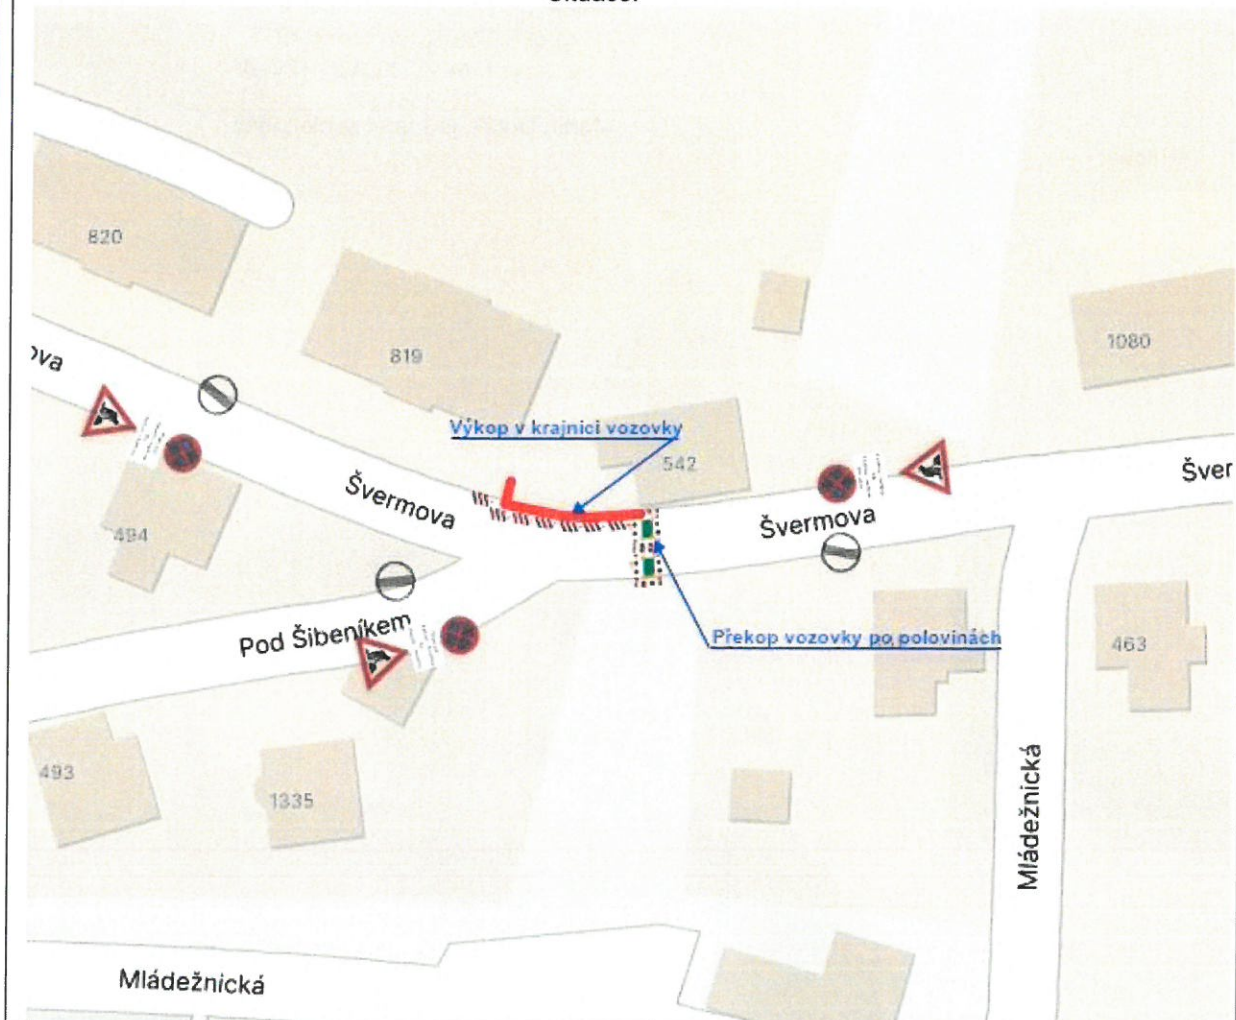 820
819
1080
ova
Výkop v krajnici vozovky
542
Šver
Švermova
Švermova
494
Pod Šibeníkem
Překop vozovky po polovinách
463
493
1335
Mládežnická
Mládežnická